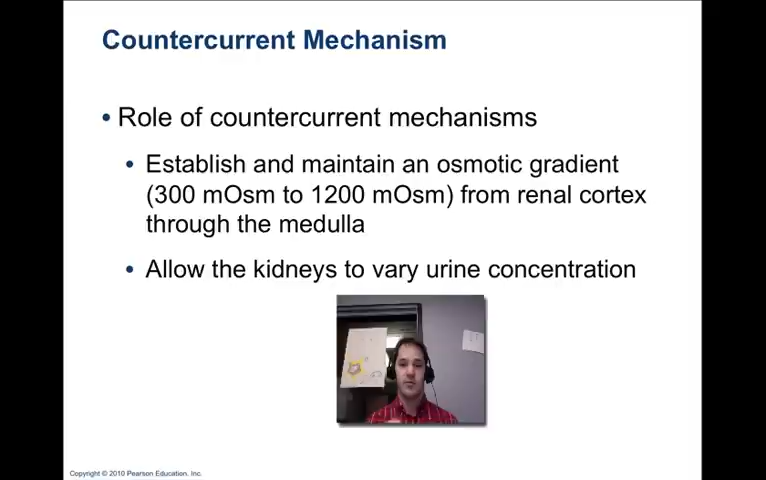 Countercurrent Mechanism
• Role of countercurrent mechanisms
• Establish and maintain an osmotic gradient
(300 mOsm to 1200 mOsm) from renal cortex
through the medulla
• Allow the kidneys to vary urine concentration
Copyright © 2010 Pearson Education, Inc.